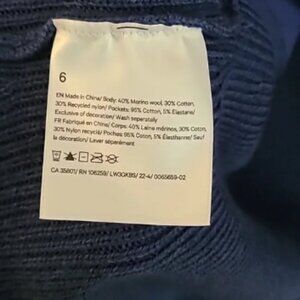 6
EN Made in China/ Body: 40% Merino wool, 30% Cotton,
30% Recycled nylon/ Pockets: 95% Cotton, 5% Elastane/
Exclusive of decoration/ Wash separately
FR Fabriqué en Chine/ Corps: 40% Laine mérinos, 30% Coton,
30% Nylon recyclé/ Poches: 95% Coton, 5% Élasthanne/ Sauf
la décoration/ Laver séparément
CA 35801/ RN 106259/ LW3GKBS/ 22-4/ 0065659-02